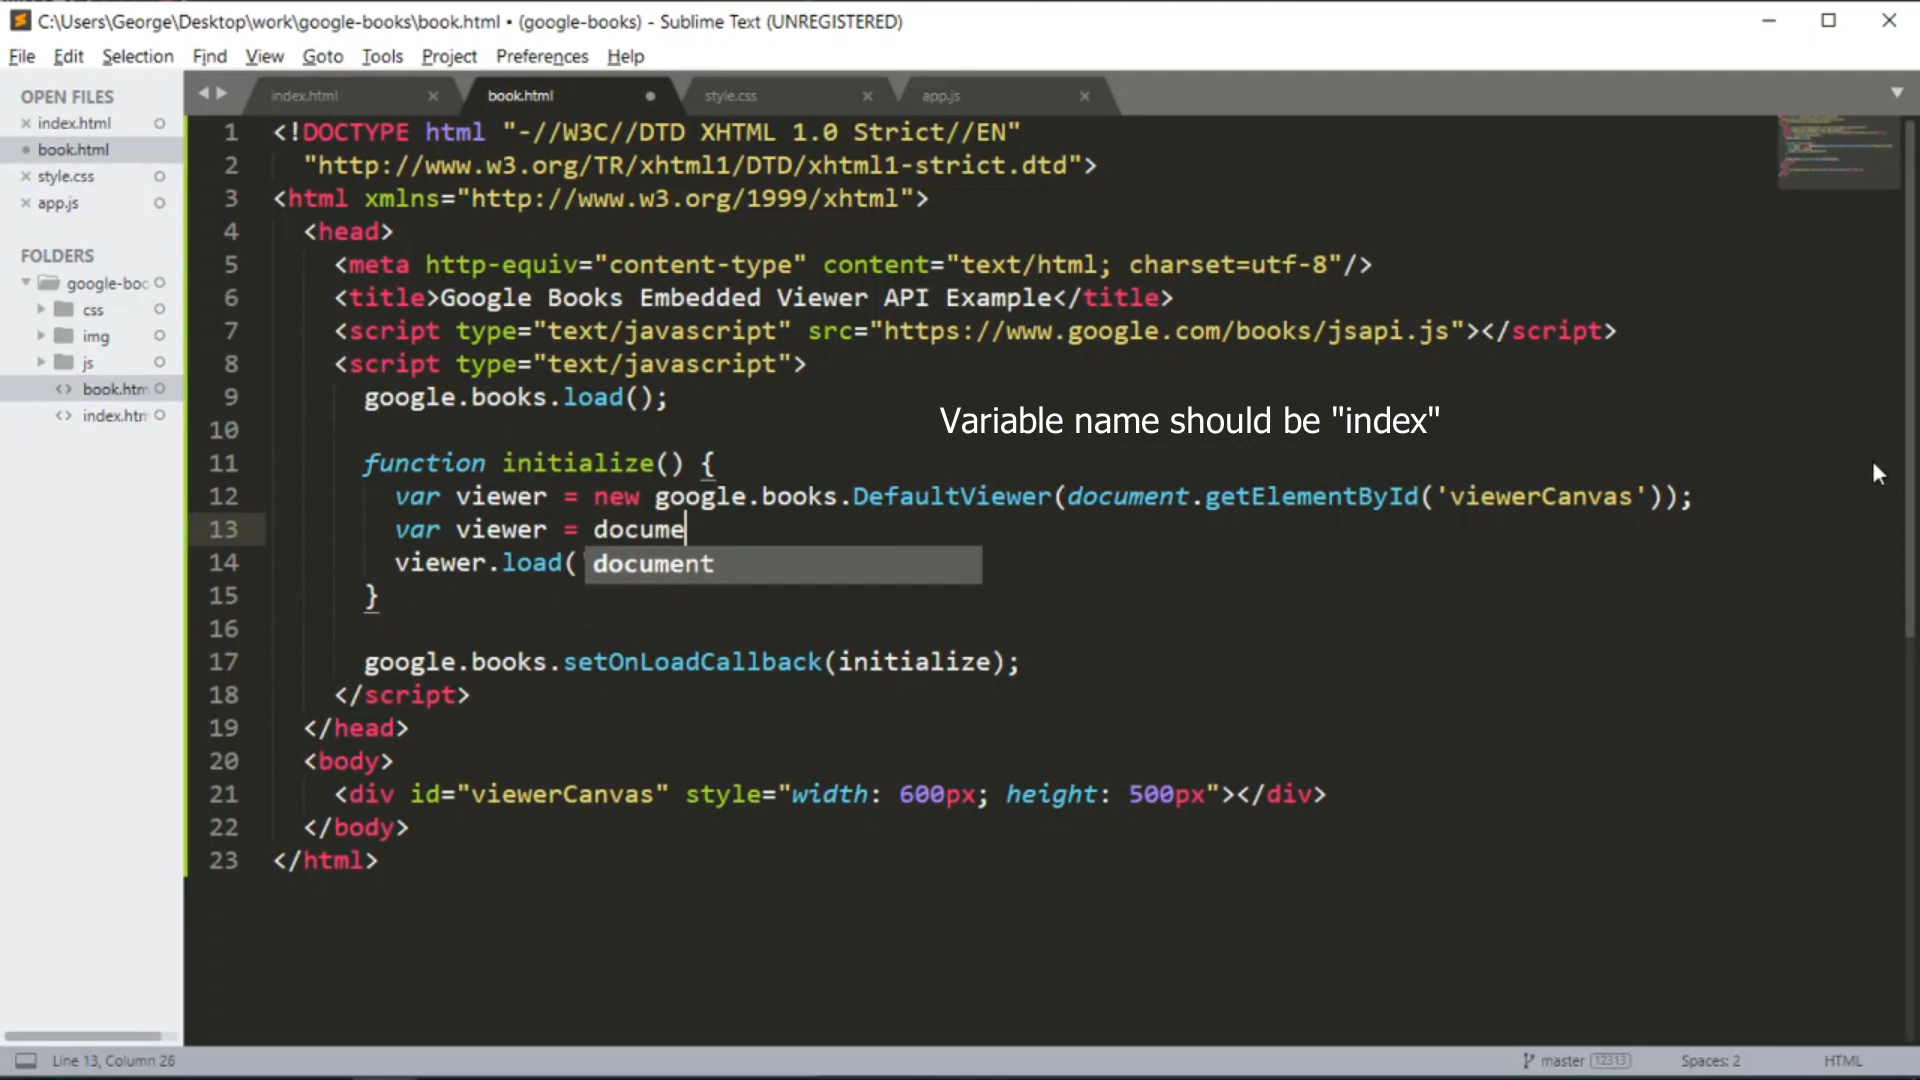 C:\Users\George\Desktop\work\google-books\book.html • (google-books) - Sublime Text (UNREGISTERED)
File Edit Selection Find View Goto Tools Project Preferences Help
OPEN FILES
index.html
book.html
style.css
app.js
FOLDERS
google-boo
css
img
js
book.htm
index.htm
index.html book.html style.css app.js
1 <!DOCTYPE html "-//W3C//DTD XHTML 1.0 Strict//EN"
2 "http://www.w3.org/TR/xhtml1/DTD/xhtml1-strict.dtd">
3 <html xmlns="http://www.w3.org/1999/xhtml">
4 <head>
5 <meta http-equiv="content-type" content="text/html; charset=utf-8"/>
6 <title>Google Books Embedded Viewer API Example</title>
7 <script type="text/javascript" src="https://www.google.com/books/jsapi.js"></script>
8 <script type="text/javascript">
9 google.books.load();
Variable name should be "index"
10
11 function initialize() {
12 var viewer = new google.books.DefaultViewer(document.getElementById('viewerCanvas'));
13 var viewer = docume
14 viewer.load(
document
15 }
16
17 google.books.setOnLoadCallback(initialize);
18 </script>
19 </head>
20 <body>
21 <div id="viewerCanvas" style="width: 600px; height: 500px"></div>
22 </body>
23 </html>
Line 13, Column 26
master 12313 Spaces: 2 HTML